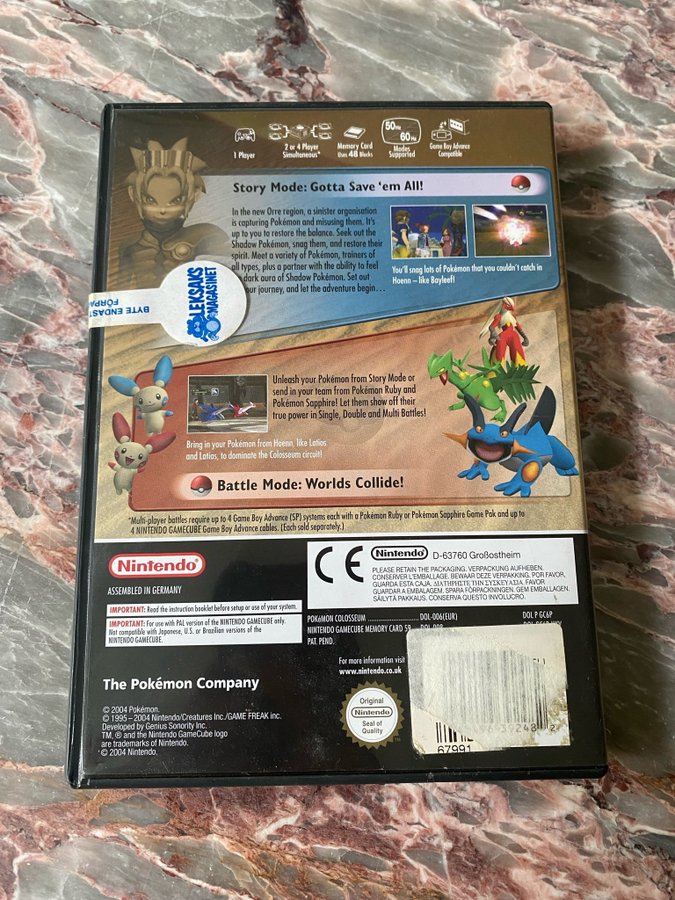 1 Player
2 or 4 Player
Simultaneous*
Memory Card
Uses 48 Blocks
50Hz
60Hz
Modes
Supported
Game Boy Advance
Compatible
Story Mode: Gotta Save 'em All!
In the new Orre region, a sinister organisation
is capturing Pokémon and misusing them. It's
up to you to restore the balance. Seek out the
Shadow Pokémon, snag them, and restore their
spirit. Meet a variety of Pokémon, trainers of
all types, plus a partner with the ability to feel
dark aura of Shadow Pokémon. Set out
our journey, and let the adventure begin...
You'll snag lots of Pokémon that you couldn't catch in
Hoenn – like Bayleef!
BYTE ENDAST
FÖRPA
LEKSAKS
MAGASINET
Unleash your Pokémon from Story Mode or
send in your team from Pokémon Ruby and
Pokémon Sapphire! Let them show off their
true power in Single, Double and Multi Battles!
Bring in your Pokémon from Hoenn, like Latios
and Latias, to dominate the Colosseum circuit!
Battle Mode: Worlds Collide!
*Multi-player battles require up to 4 Game Boy Advance (SP) systems each with a Pokémon Ruby or Pokémon Sapphire Game Pak and up to
4 NINTENDO GAMECUBE Game Boy Advance cables. (Each sold separately.)
Nintendo
ASSEMBLED IN GERMANY
IMPORTANT: Read the instruction booklet before setup or use of your system.
IMPORTANT: For use with PAL version of the NINTENDO GAMECUBE only.
Not compatible with Japanese, U.S. or Brazilian versions of the
NINTENDO GAMECUBE.
CE
Nintendo D-63760 Großostheim
PLEASE RETAIN THE PACKAGING. VERPACKUNG AUFHEBEN.
CONSERVER L'EMBALLAGE. BEWAAR DEZE VERPAKKING. POR FAVOR,
GUARDA ESTA CAJA. ΔΙΑΤΗΡΗΣΤΕ ΤΗΝ ΣΥΣΚΕΥΑΣΙΑ. FAVOR
GUARDAR A EMBALAGEM. SPARA FÖRPACKNINGEN. GEM EMBALLAGEN.
SÄILYTÄ PAKKAUS. CONSERVA QUESTO INVOLUCRO.
POKéMON COLOSSEUM DOL-006(EUR) DOL P GC6P
NINTENDO GAMECUBE MEMORY CARD 59 DOL-008
PAT. PEND.
For more information visit
www.nintendo.co.uk
The Pokémon Company
© 2004 Pokémon.
© 1995–2004 Nintendo/Creatures Inc./GAME FREAK inc.
Developed by Genius Sonority Inc.
TM, ® and the Nintendo GameCube logo
are trademarks of Nintendo.
© 2004 Nintendo.
Original
Nintendo
Seal of
Quality
67991